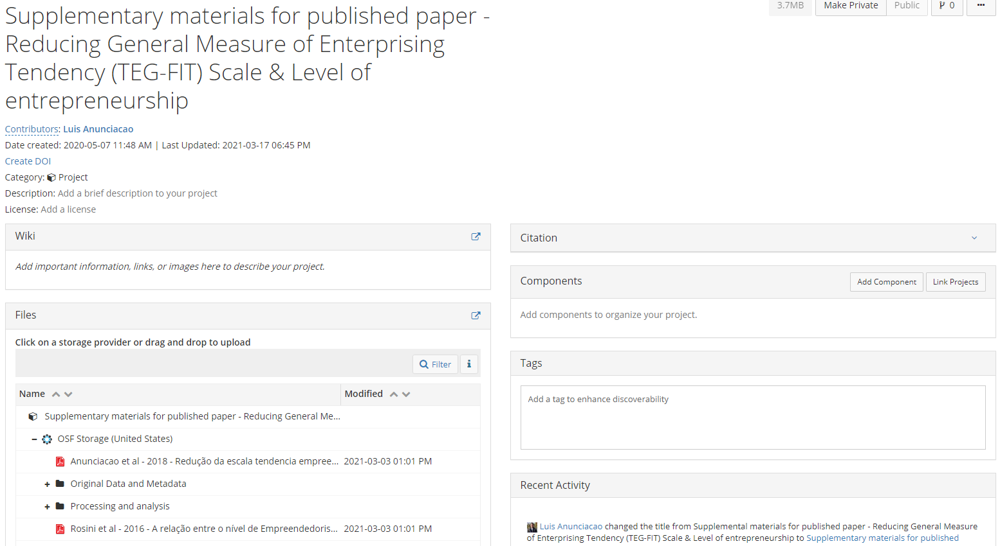 Supplementary materials for published paper -
Reducing General Measure of Enterprising
Tendency (TEG-FIT) Scale & Level of
entrepreneurship
3.7MB
Make Private
Public
0
Contributors: Luis Anunciacao
Date created: 2020-05-07 11:48 AM | Last Updated: 2021-03-17 06:45 PM
Create DOI
Category: Project
Description: Add a brief description to your project
License: Add a license
Wiki
Add important information, links, or images here to describe your project.
Files
Click on a storage provider or drag and drop to upload
Filter
Name
Modified
Supplementary materials for published paper - Reducing General Me...
OSF Storage (United States)
Anunciacao et al - 2018 - Redução da escala tendencia empree... 2021-03-03 01:01 PM
Original Data and Metadata
Processing and analysis
Rosini et al - 2016 - A relação entre o nível de Empreendedoris... 2021-03-03 01:01 PM
Citation
Components
Add Component
Link Projects
Add components to organize your project.
Tags
Add a tag to enhance discoverability
Recent Activity
Luis Anunciacao changed the title from Supplemental materials for published paper - Reducing General Measure
of Enterprising Tendency (TEG-FIT) Scale & Level of entrepreneurship to Supplementary materials for published